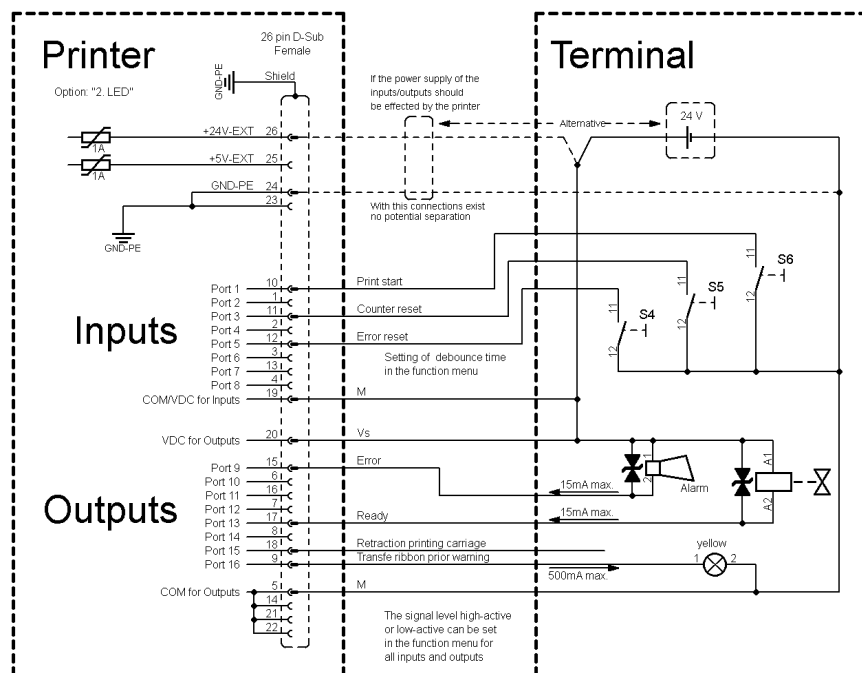 Printer
26 pin D-Sub
Female
Terminal
Option: "2. LED"
GND-PE
Shield
If the power supply of the
inputs/outputs should
be effected by the printer
Alternative
24 V
1A
+24V-EXT 26
1A
+5V-EXT 25
GND-PE 24
23
GND-PE
With this connections exist
no potential separation
Inputs
Port 1 10 Print start
Port 2 1
Port 3 11 Counter reset
Port 4 2
Port 5 12 Error reset
Port 6 3
Port 7 13
Port 8 4
COM/VDC for Inputs 19 M
Setting of debounce time
in the function menu
11 S6 12
11 S5 12
11 S4 12
VDC for Outputs 20 Vs
Outputs
Port 9 15 Error
Port 10 6
Port 11 16
Port 12 7
Port 13 17 Ready
Port 14 8
Port 15 18 Retraction printing carriage
Port 16 9 Transfe ribbon prior warning
COM for Outputs 5 M
14
21
22
15mA max.
1 2
Alarm
A1
A2
15mA max.
500mA max.
yellow
1 2
The signal level high-active
or low-active can be set
in the function menu for
all inputs and outputs